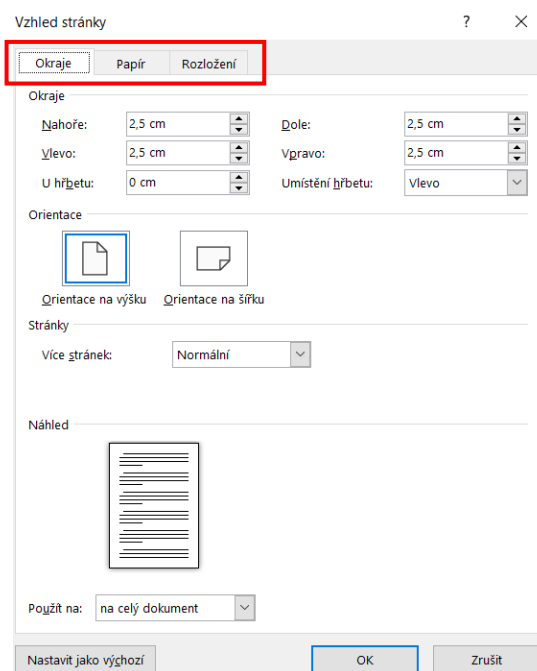 Vzhled stránky ?
Okraje Papír Rozložení
Okraje
Nahoře: 2,5 cm Dole: 2,5 cm
Vlevo: 2,5 cm Vpravo: 2,5 cm
U hřbetu: 0 cm Umístění hřbetu: Vlevo
Orientace
Orientace na výšku Orientace na šířku
Stránky
Více stránek: Normální
Náhled
Použít na: na celý dokument
Nastavit jako výchozí OK Zrušit